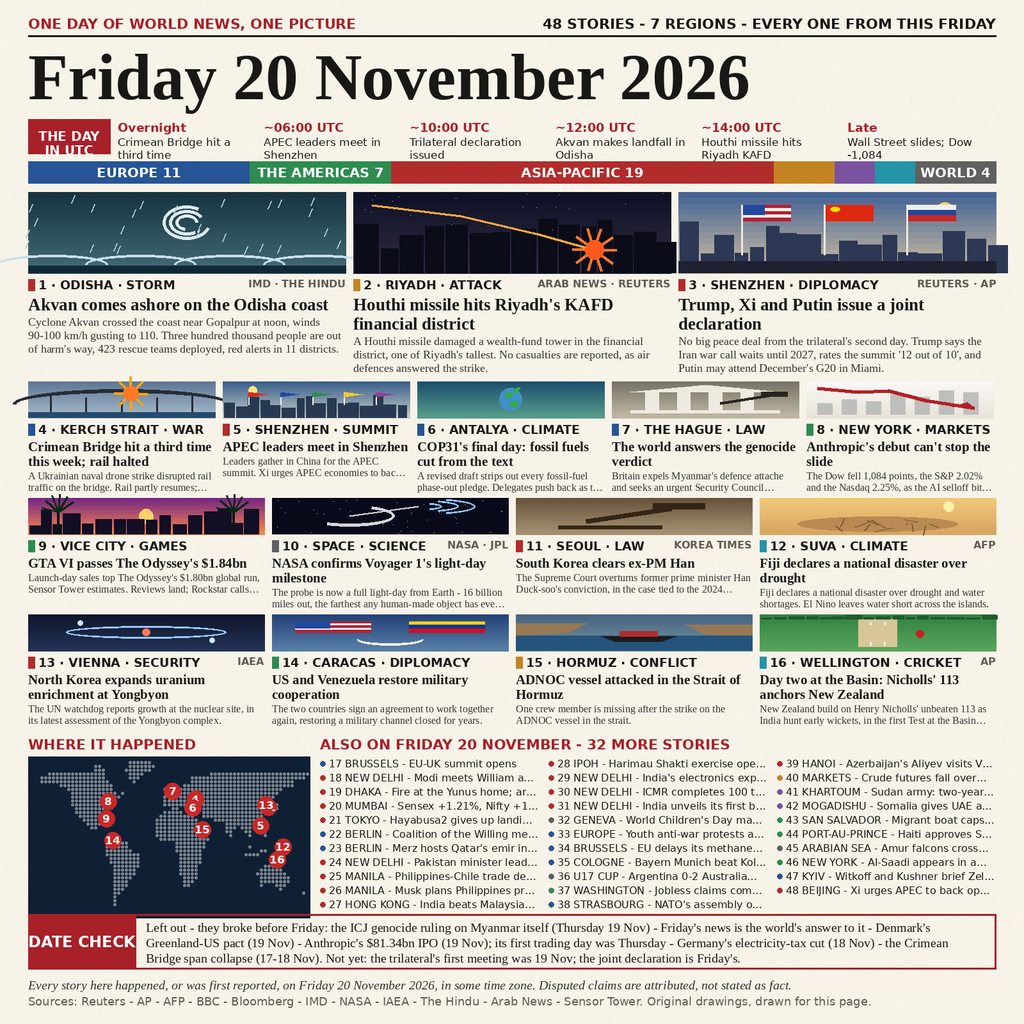 ONE DAY OF WORLD NEWS, ONE PICTURE
48 STORIES - 7 REGIONS - EVERY ONE FROM THIS FRIDAY
Friday 20 November 2026
THE DAY
IN UTC
Overnight
Crimean Bridge hit a
third time
~06:00 UTC
APEC leaders meet in
Shenzhen
~10:00 UTC
Trilateral declaration
issued
~12:00 UTC
Akvan makes landfall in
Odisha
~14:00 UTC
Houthi missile hits
Riyadh KAFD
Late
Wall Street slides; Dow
-1,084
EUROPE 11
THE AMERICAS 7
ASIA-PACIFIC 19
WORLD 4
1 · ODISHA · STORM
IMD · THE HINDU
Akvan comes ashore on the Odisha coast
Cyclone Akvan crossed the coast near Gopalpur at noon, winds
90-100 km/h gusting to 110. Three hundred thousand people are out
of harm's way, 423 rescue teams deployed, red alerts in 11 districts.
2 · RIYADH · ATTACK
ARAB NEWS · REUTERS
Houthi missile hits Riyadh's KAFD
financial district
A Houthi missile damaged a wealth-fund tower in the financial
district, one of Riyadh's tallest. No casualties are reported, as air
defences answered the strike.
3 · SHENZHEN · DIPLOMACY
REUTERS · AP
Trump, Xi and Putin issue a joint
declaration
No big peace deal from the trilateral's second day. Trump says the
Iran war call waits until 2027, rates the summit '12 out of 10', and
Putin may attend December's G20 in Miami.
4 · KERCH STRAIT · WAR
Crimean Bridge hit a third time
this week; rail halted
A Ukrainian naval drone strike disrupted rail
traffic on the bridge. Rail partly resumes;…
5 · SHENZHEN · SUMMIT
APEC leaders meet in Shenzhen
Leaders gather in China for the APEC
summit. Xi urges APEC economies to bac…
6 · ANTALYA · CLIMATE
COP31's final day: fossil fuels
cut from the text
A revised draft strips out every fossil-fuel
phase-out pledge. Delegates push back as t…
7 · THE HAGUE · LAW
The world answers the genocide
verdict
Britain expels Myanmar's defence attache
and seeks an urgent Security Council…
8 · NEW YORK · MARKETS
Anthropic's debut can't stop the
slide
The Dow fell 1,084 points, the S&P 2.02%
and the Nasdaq 2.25%, as the AI selloff bit…
9 · VICE CITY · GAMES
GTA VI passes The Odyssey's $1.84bn
Launch-day sales top The Odyssey's $1.80bn global run,
Sensor Tower estimates. Reviews land; Rockstar calls…
10 · SPACE · SCIENCE
NASA · JPL
NASA confirms Voyager 1's light-day
milestone
The probe is now a full light-day from Earth - 16 billion
miles out, the farthest any human-made object has eve…
11 · SEOUL · LAW
KOREA TIMES
South Korea clears ex-PM Han
The Supreme Court overturns former prime minister Han
Duck-soo's conviction, in the case tied to the 2024…
12 · SUVA · CLIMATE
AFP
Fiji declares a national disaster over
drought
Fiji declares a national disaster over drought and water
shortages. El Nino leaves water short across the islands.
13 · VIENNA · SECURITY
IAEA
North Korea expands uranium
enrichment at Yongbyon
The UN watchdog reports growth at the nuclear site, in
its latest assessment of the Yongbyon complex.
14 · CARACAS · DIPLOMACY
US and Venezuela restore military
cooperation
The two countries sign an agreement to work together
again, restoring a military channel closed for years.
15 · HORMUZ · CONFLICT
ADNOC vessel attacked in the Strait of
Hormuz
One crew member is missing after the strike on the
ADNOC vessel in the strait.
16 · WELLINGTON · CRICKET
AP
Day two at the Basin: Nicholls' 113
anchors New Zealand
New Zealand build on Henry Nicholls' unbeaten 113 as
India hunt early wickets, in the first Test at the Basin…
WHERE IT HAPPENED
8
9
14
7
4
6
15
13
5
12
16
ALSO ON FRIDAY 20 NOVEMBER - 32 MORE STORIES
17 BRUSSELS - EU-UK summit opens
18 NEW DELHI - Modi meets William a…
19 DHAKA - Fire at the Yunus home; ar…
20 MUMBAI - Sensex +1.21%, Nifty +1…
21 TOKYO - Hayabusa2 gives up landi…
22 BERLIN - Coalition of the Willing me…
23 BERLIN - Merz hosts Qatar's emir in…
24 NEW DELHI - Pakistan minister lead…
25 MANILA - Philippines-Chile trade de…
26 MANILA - Musk plans Philippines pr…
27 HONG KONG - India beats Malaysia…
28 IPOH - Harimau Shakti exercise ope…
29 NEW DELHI - India's electronics exp…
30 NEW DELHI - ICMR completes 100 t…
31 NEW DELHI - India unveils its first b…
32 GENEVA - World Children's Day ma…
33 EUROPE - Youth anti-war protests a…
34 BRUSSELS - EU delays its methane…
35 COLOGNE - Bayern Munich beat Kol…
36 U17 CUP - Argentina 0-2 Australia…
37 WASHINGTON - Jobless claims com…
38 STRASBOURG - NATO's assembly o…
39 HANOI - Azerbaijan's Aliyev visits V…
40 MARKETS - Crude futures fall over…
41 KHARTOUM - Sudan army: two-year…
42 MOGADISHU - Somalia gives UAE a…
43 SAN SALVADOR - Migrant boat caps…
44 PORT-AU-PRINCE - Haiti approves S…
45 ARABIAN SEA - Amur falcons cross…
46 NEW YORK - Al-Saadi appears in a…
47 KYIV - Witkoff and Kushner brief Zel…
48 BEIJING - Xi urges APEC to back op…
DATE CHECK
Left out - they broke before Friday: the ICJ genocide ruling on Myanmar itself (Thursday 19 Nov) - Friday's news is the world's answer to it - Denmark's
Greenland-US pact (19 Nov) - Anthropic's $81.34bn IPO (19 Nov); its first trading day was Thursday - Germany's electricity-tax cut (18 Nov) - the Crimean
Bridge span collapse (17-18 Nov). Not yet: the trilateral's first meeting was 19 Nov; the joint declaration is Friday's.
Every story here happened, or was first reported, on Friday 20 November 2026, in some time zone. Disputed claims are attributed, not stated as fact.
Sources: Reuters - AP - AFP - BBC - Bloomberg - IMD - NASA - IAEA - The Hindu - Arab News - Sensor Tower. Original drawings, drawn for this page.